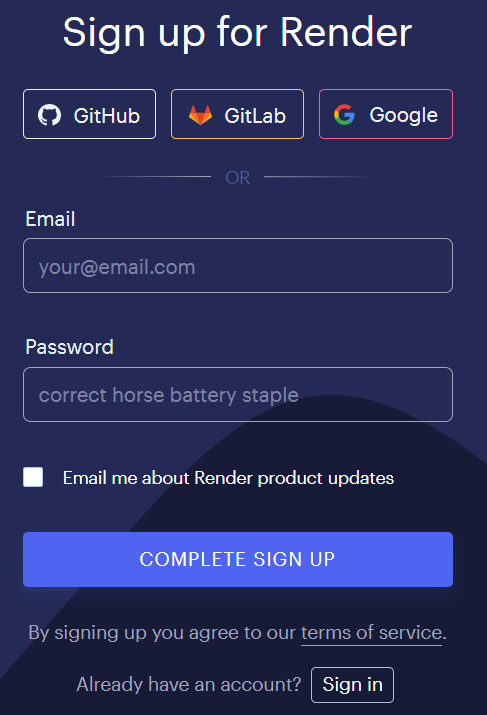 Sign up for Render
GitHub GitLab Google
OR
Email
your@email.com
Password
correct horse battery staple
Email me about Render product updates
COMPLETE SIGN UP
By signing up you agree to our terms of service.
Already have an account? Sign in